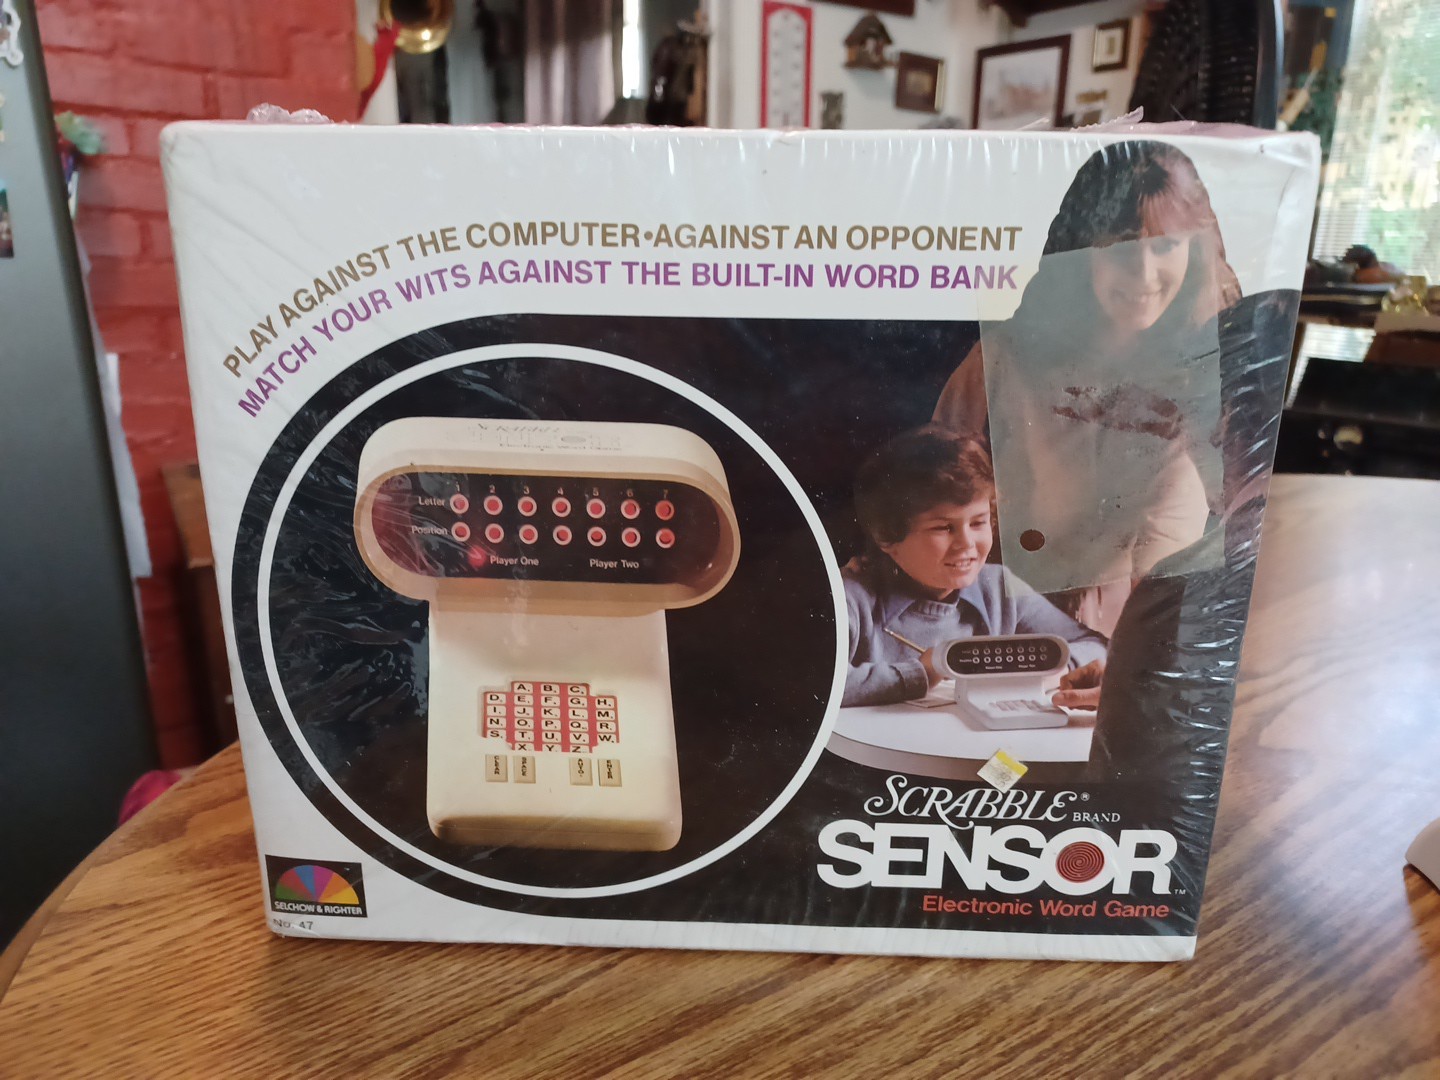 PLAY AGAINST THE COMPUTER•AGAINST AN OPPONENT
MATCH YOUR WITS AGAINST THE BUILT-IN WORD BANK
SCRABBLE
1 2 3 4 5 6 7
Letter
Position
Player One Player Two
A B C
D E F G H
I J K L M
N O P Q R
S T U V W
X Y Z
SCRABBLE® BRAND
SENSOR™
Electronic Word Game
SELCHOW & RIGHTER
No. 47